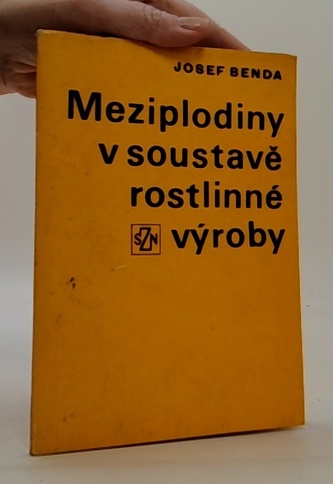 JOSEF BENDA
Meziplodiny
v soustavě
rostlinné
SZN výroby